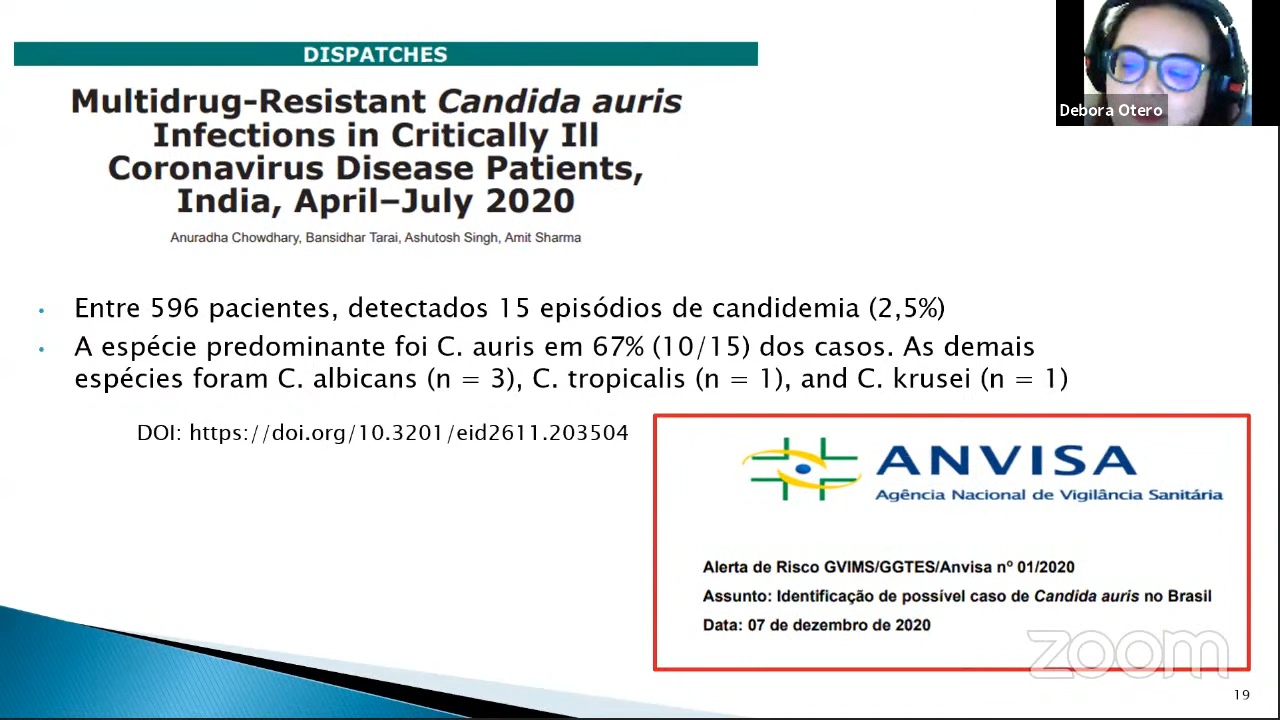 DISPATCHES
Multidrug-Resistant Candida auris
Infections in Critically Ill
Coronavirus Disease Patients,
India, April–July 2020
Anuradha Chowdhary, Bansidhar Tarai, Ashutosh Singh, Amit Sharma
Debora Otero
• Entre 596 pacientes, detectados 15 episódios de candidemia (2,5%)
• A espécie predominante foi C. auris em 67% (10/15) dos casos. As demais
espécies foram C. albicans (n = 3), C. tropicalis (n = 1), and C. krusei (n = 1)
DOI: https://doi.org/10.3201/eid2611.203504
ANVISA
Agência Nacional de Vigilância Sanitária
Alerta de Risco GVIMS/GGTES/Anvisa nº 01/2020
Assunto: Identificação de possível caso de Candida auris no Brasil
Data: 07 de dezembro de 2020
zoom
19